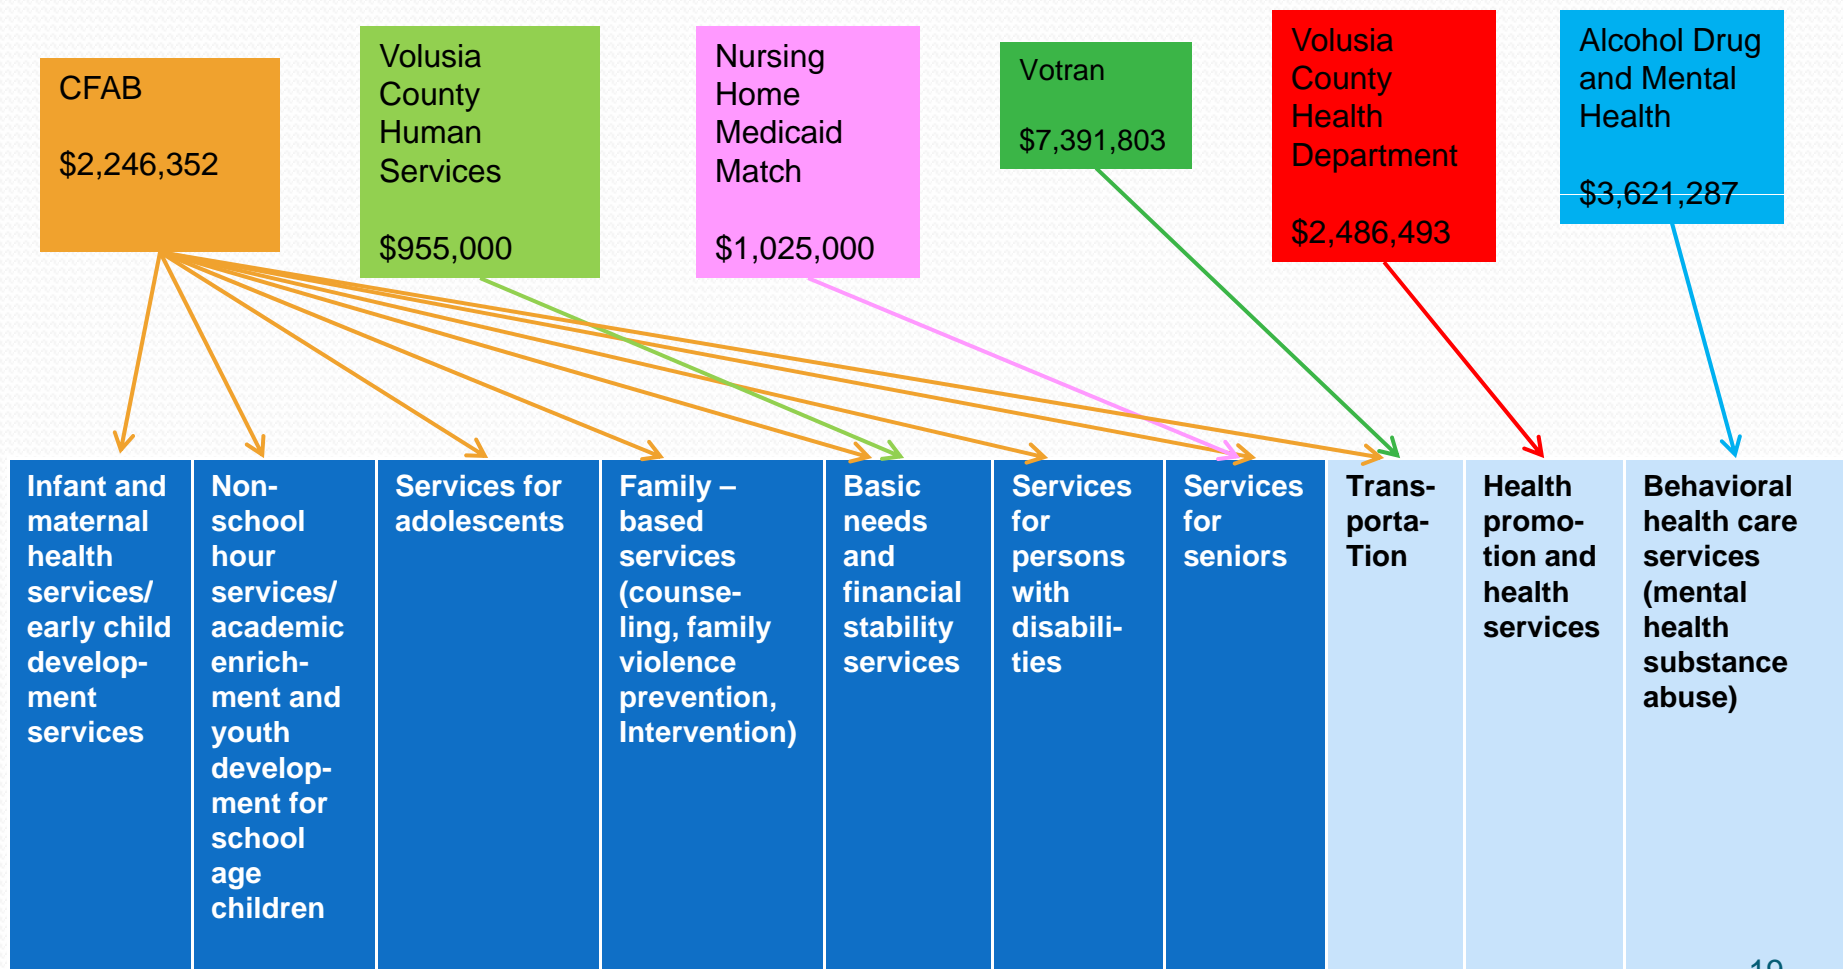 CFAB
$2,246,352
Volusia
County
Human
Services
$955,000
Nursing
Home
Medicaid
Match
$1,025,000
Votran
$7,391,803
Volusia
County
Health
Department
$2,486,493
Alcohol Drug
and Mental
Health
$3,621,287
Infant and
maternal
health
services/
early child
develop-
ment
services
Non-
school
hour
services/
academic
enrich-
ment and
youth
develop-
ment for
school
age
children
Services for
adolescents
Family –
based
services
(counse-
ling, family
violence
prevention,
Intervention)
Basic
needs
and
financial
stability
services
Services
for
persons
with
disabili-
ties
Services
for
seniors
Trans-
porta-
Tion
Health
promo-
tion and
health
services
Behavioral
health care
services
(mental
health
substance
abuse)